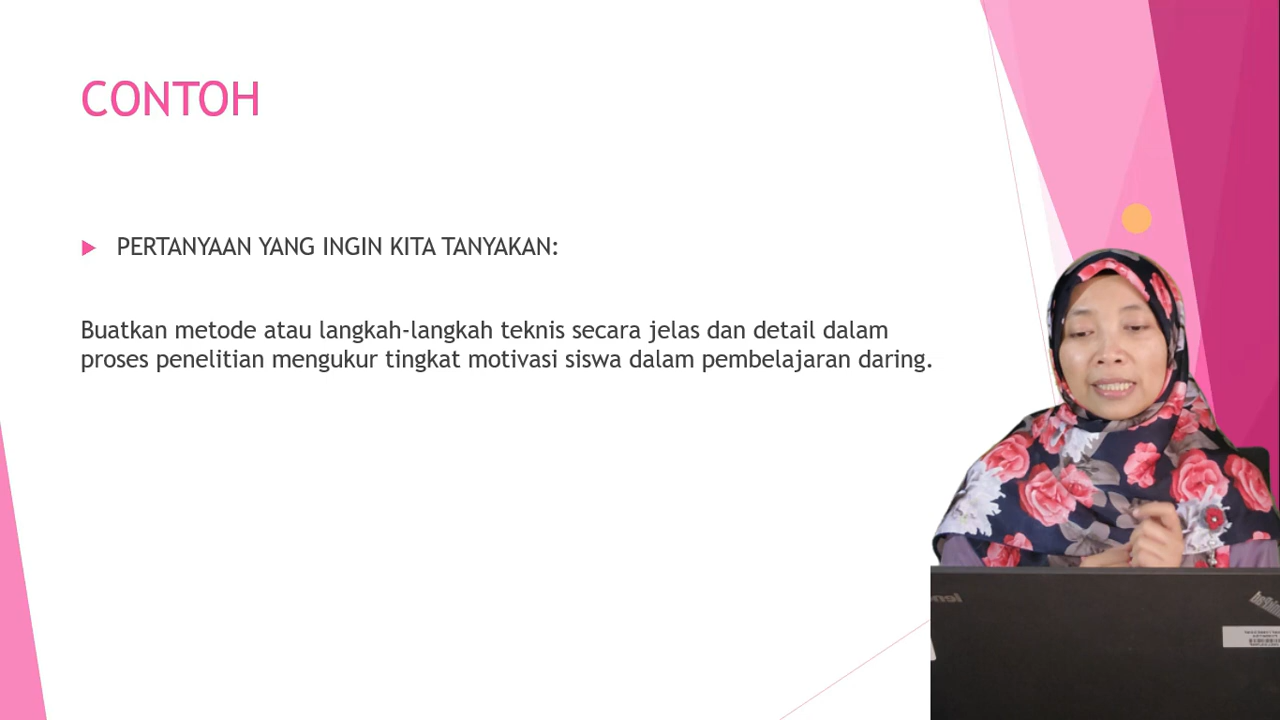 CONTOH
PERTANYAAN YANG INGIN KITA TANYAKAN:
Buatkan metode atau langkah-langkah teknis secara jelas dan detail dalam
proses penelitian mengukur tingkat motivasi siswa dalam pembelajaran daring.